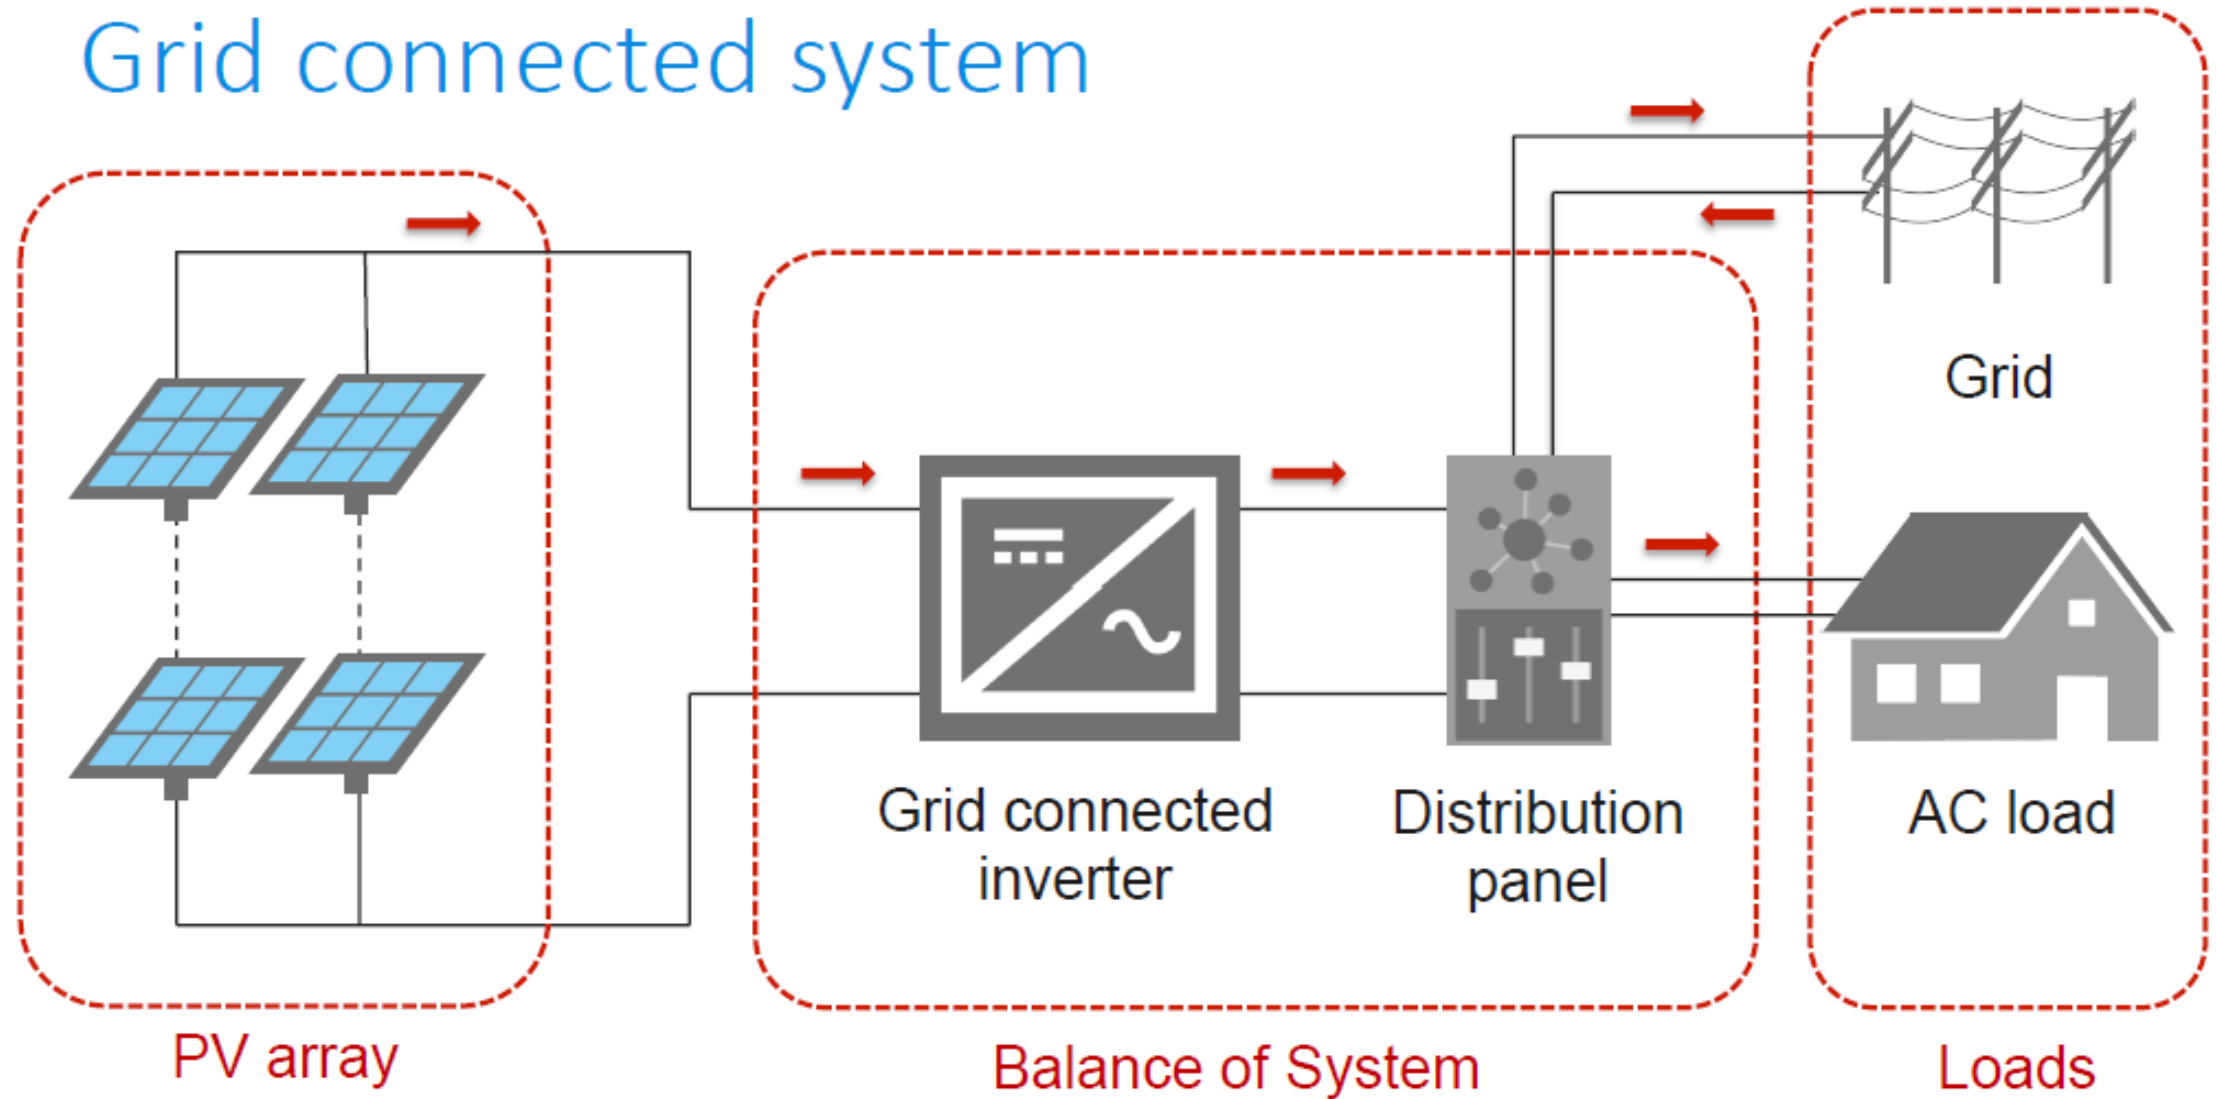 Grid connected system
Grid
Grid connected
inverter
Distribution
panel
AC load
PV array
Balance of System
Loads